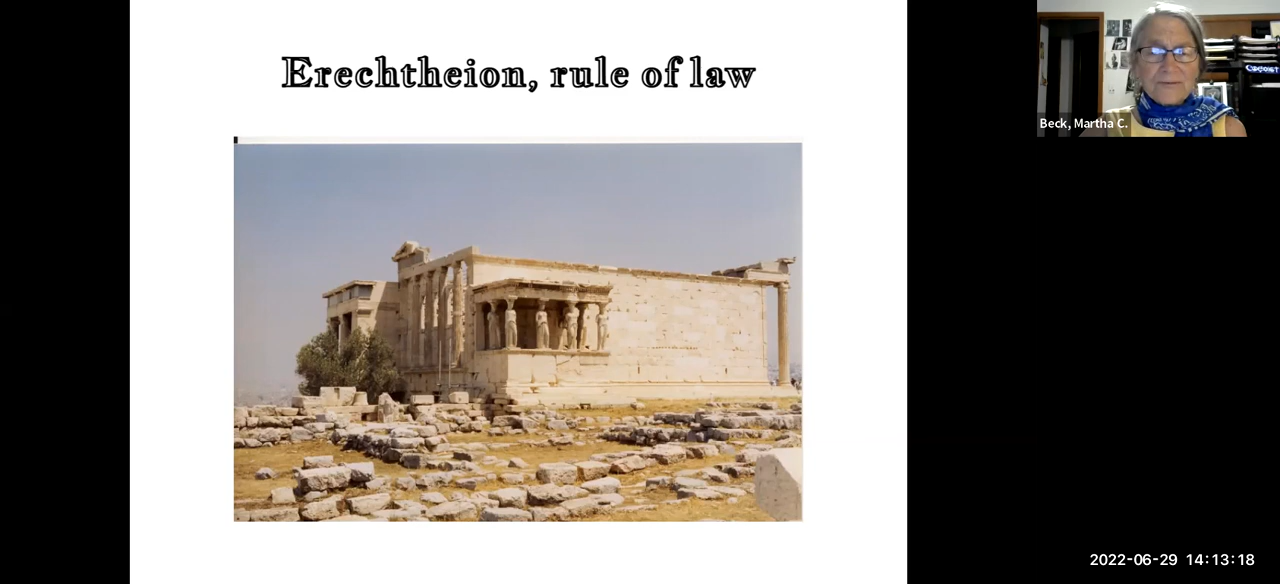 Erechtheion, rule of law
Beck, Martha C.
2022-06-29 14:13:18